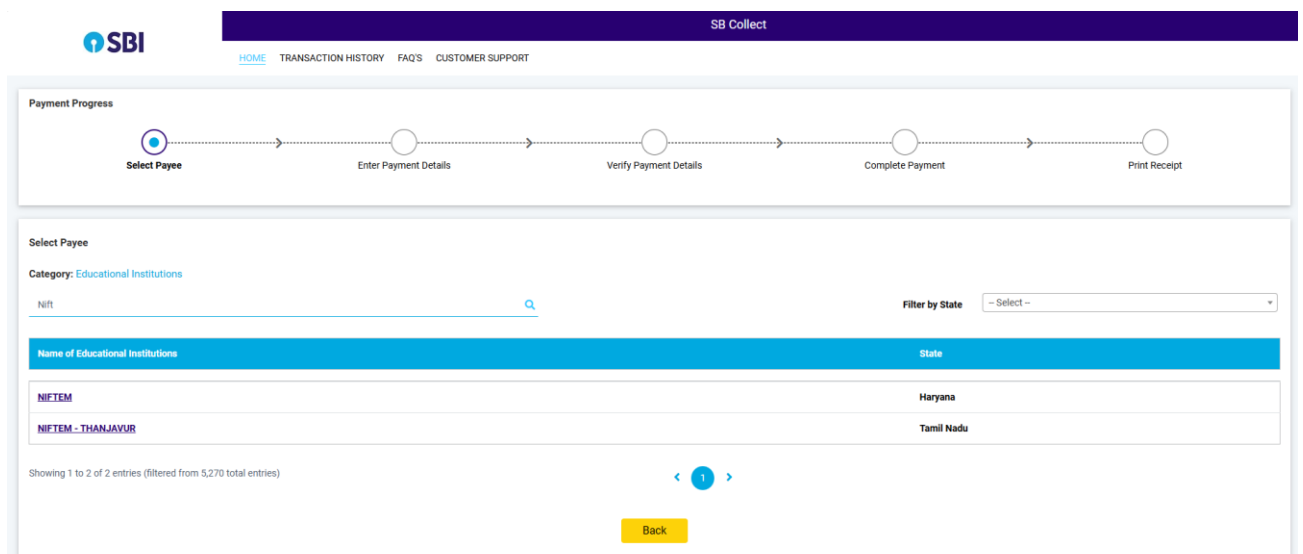 SBI
SB Collect
HOME TRANSACTION HISTORY FAQ'S CUSTOMER SUPPORT
Payment Progress
Select Payee Enter Payment Details Verify Payment Details Complete Payment Print Receipt
Select Payee
Category: Educational Institutions
Nift Filter by State -- Select --
Name of Educational Institutions State
NIFTEM Haryana
NIFTEM - THANJAVUR Tamil Nadu
Showing 1 to 2 of 2 entries (filtered from 5,270 total entries) 1
Back